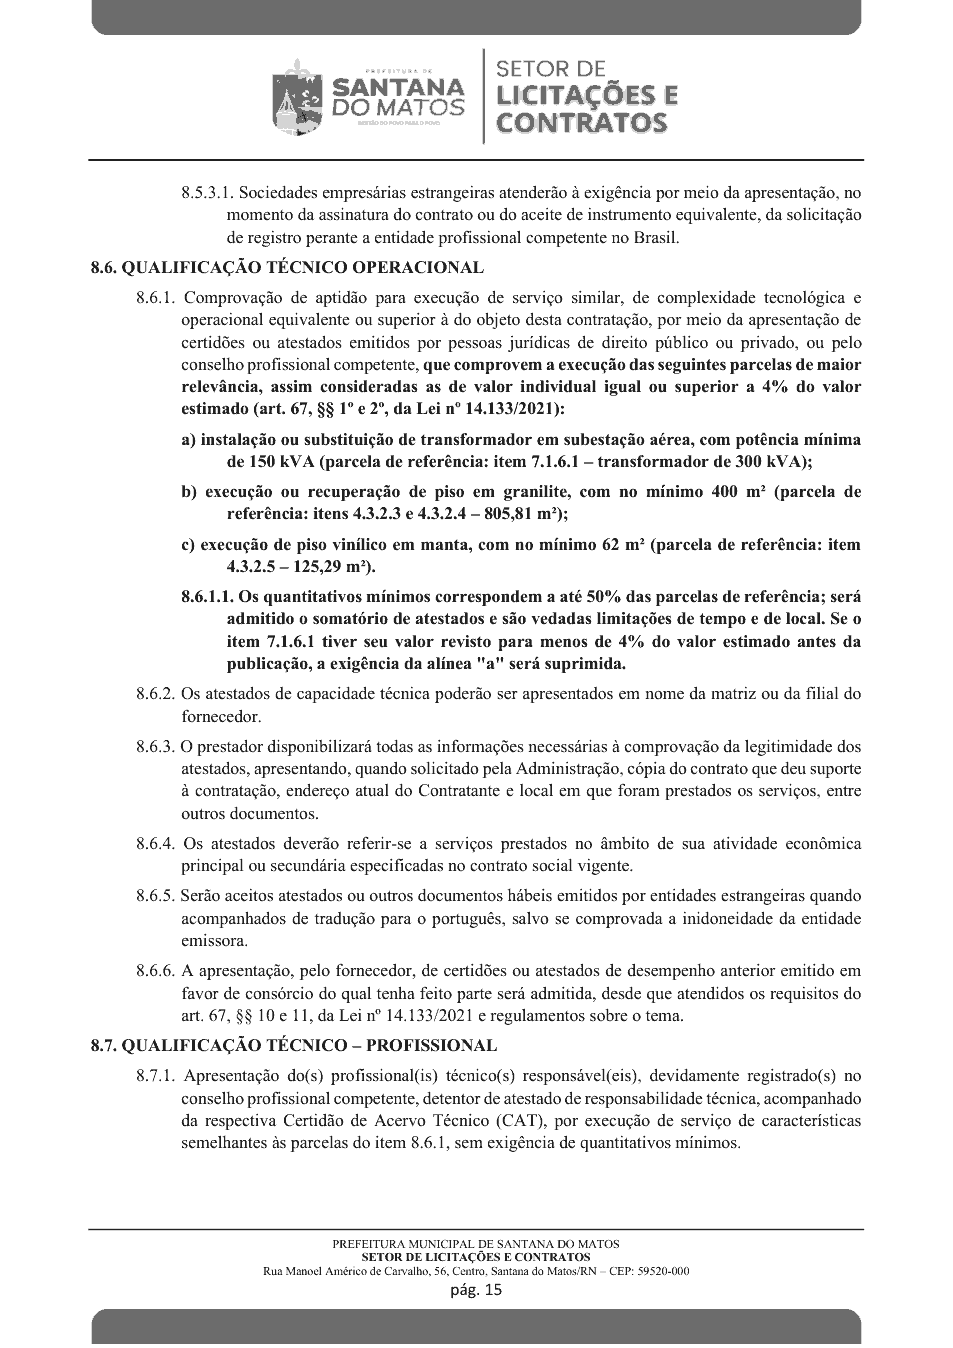 PREFEITURA DE
SANTANA
DO MATOS
GESTÃO DO POVO PARA O POVO
SETOR DE
LICITAÇÕES E
CONTRATOS
8.5.3.1. Sociedades empresárias estrangeiras atenderão à exigência por meio da apresentação, no
momento da assinatura do contrato ou do aceite de instrumento equivalente, da solicitação
de registro perante a entidade profissional competente no Brasil.
8.6. QUALIFICAÇÃO TÉCNICO OPERACIONAL
8.6.1. Comprovação de aptidão para execução de serviço similar, de complexidade tecnológica e
operacional equivalente ou superior à do objeto desta contratação, por meio da apresentação de
certidões ou atestados emitidos por pessoas jurídicas de direito público ou privado, ou pelo
conselho profissional competente, que comprovem a execução das seguintes parcelas de maior
relevância, assim consideradas as de valor individual igual ou superior a 4% do valor
estimado (art. 67, §§ 1º e 2º, da Lei nº 14.133/2021):
a) instalação ou substituição de transformador em subestação aérea, com potência mínima
de 150 kVA (parcela de referência: item 7.1.6.1 – transformador de 300 kVA);
b) execução ou recuperação de piso em granilite, com no mínimo 400 m² (parcela de
referência: itens 4.3.2.3 e 4.3.2.4 – 805,81 m²);
c) execução de piso vinílico em manta, com no mínimo 62 m² (parcela de referência: item
4.3.2.5 – 125,29 m²).
8.6.1.1. Os quantitativos mínimos correspondem a até 50% das parcelas de referência; será
admitido o somatório de atestados e são vedadas limitações de tempo e de local. Se o
item 7.1.6.1 tiver seu valor revisto para menos de 4% do valor estimado antes da
publicação, a exigência da alínea "a" será suprimida.
8.6.2. Os atestados de capacidade técnica poderão ser apresentados em nome da matriz ou da filial do
fornecedor.
8.6.3. O prestador disponibilizará todas as informações necessárias à comprovação da legitimidade dos
atestados, apresentando, quando solicitado pela Administração, cópia do contrato que deu suporte
à contratação, endereço atual do Contratante e local em que foram prestados os serviços, entre
outros documentos.
8.6.4. Os atestados deverão referir-se a serviços prestados no âmbito de sua atividade econômica
principal ou secundária especificadas no contrato social vigente.
8.6.5. Serão aceitos atestados ou outros documentos hábeis emitidos por entidades estrangeiras quando
acompanhados de tradução para o português, salvo se comprovada a inidoneidade da entidade
emissora.
8.6.6. A apresentação, pelo fornecedor, de certidões ou atestados de desempenho anterior emitido em
favor de consórcio do qual tenha feito parte será admitida, desde que atendidos os requisitos do
art. 67, §§ 10 e 11, da Lei nº 14.133/2021 e regulamentos sobre o tema.
8.7. QUALIFICAÇÃO TÉCNICO – PROFISSIONAL
8.7.1. Apresentação do(s) profissional(is) técnico(s) responsável(eis), devidamente registrado(s) no
conselho profissional competente, detentor de atestado de responsabilidade técnica, acompanhado
da respectiva Certidão de Acervo Técnico (CAT), por execução de serviço de características
semelhantes às parcelas do item 8.6.1, sem exigência de quantitativos mínimos.
PREFEITURA MUNICIPAL DE SANTANA DO MATOS
SETOR DE LICITAÇÕES E CONTRATOS
Rua Manoel Américo de Carvalho, 56, Centro, Santana do Matos/RN – CEP: 59520-000
pág. 15